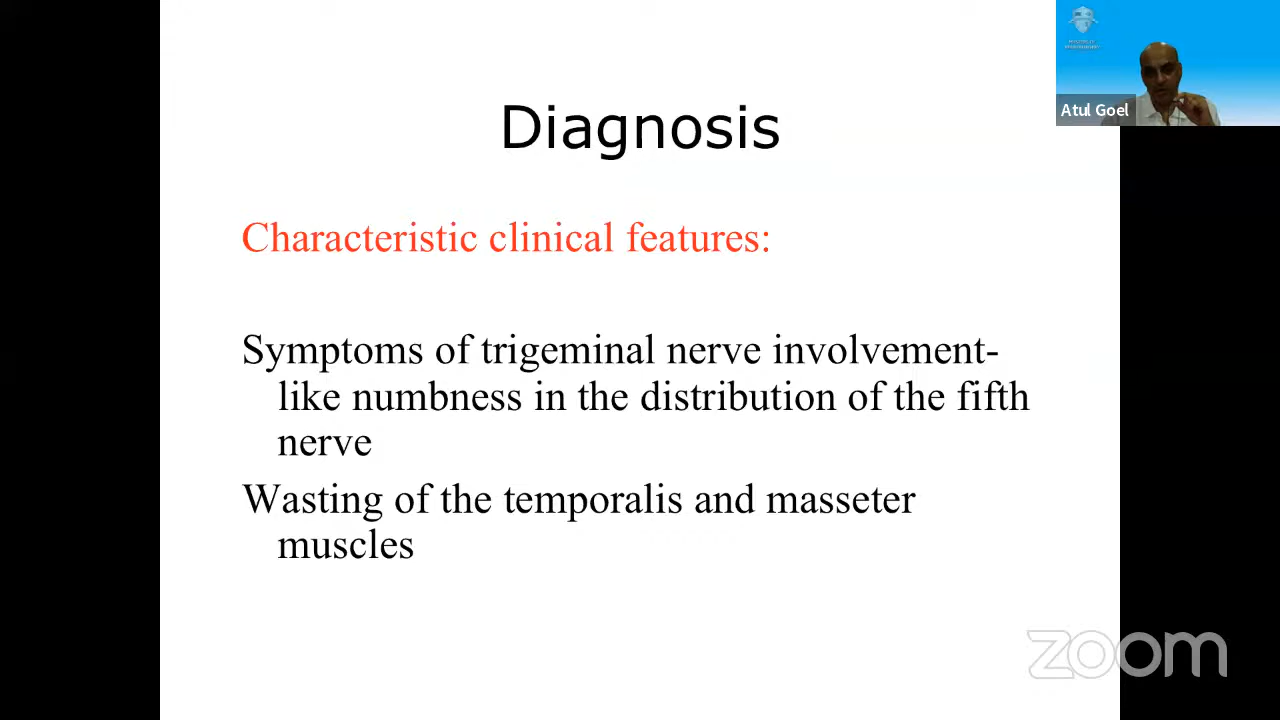 Diagnosis
Atul Goel
Characteristic clinical features:
Symptoms of trigeminal nerve involvement-
like numbness in the distribution of the fifth
nerve
Wasting of the temporalis and masseter
muscles
zoom